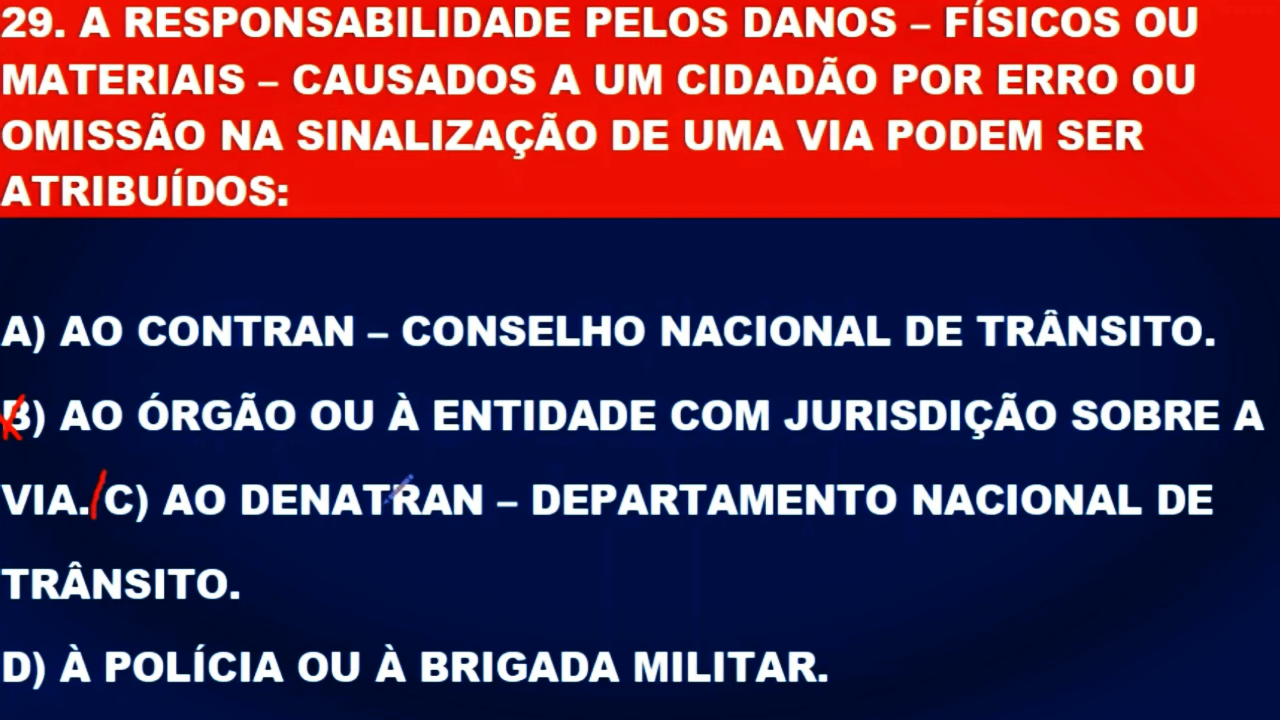 29. A RESPONSABILIDADE PELOS DANOS – FÍSICOS OU
MATERIAIS – CAUSADOS A UM CIDADÃO POR ERRO OU
OMISSÃO NA SINALIZAÇÃO DE UMA VIA PODEM SER
ATRIBUÍDOS:
A) AO CONTRAN – CONSELHO NACIONAL DE TRÂNSITO.
B) AO ÓRGÃO OU À ENTIDADE COM JURISDIÇÃO SOBRE A
VIA. C) AO DENATRAN – DEPARTAMENTO NACIONAL DE
TRÂNSITO.
D) À POLÍCIA OU À BRIGADA MILITAR.